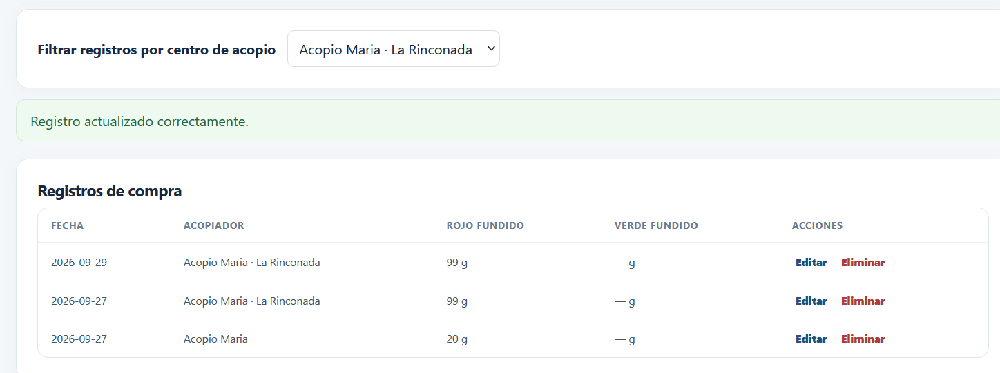 Filtrar registros por centro de acopio Acopio Maria · La Rinconada
Registro actualizado correctamente.
Registros de compra
FECHA ACOPIADOR ROJO FUNDIDO VERDE FUNDIDO ACCIONES
2026-09-29 Acopio Maria · La Rinconada 99 g — g Editar Eliminar
2026-09-27 Acopio Maria · La Rinconada 99 g — g Editar Eliminar
2026-09-27 Acopio Maria 20 g — g Editar Eliminar